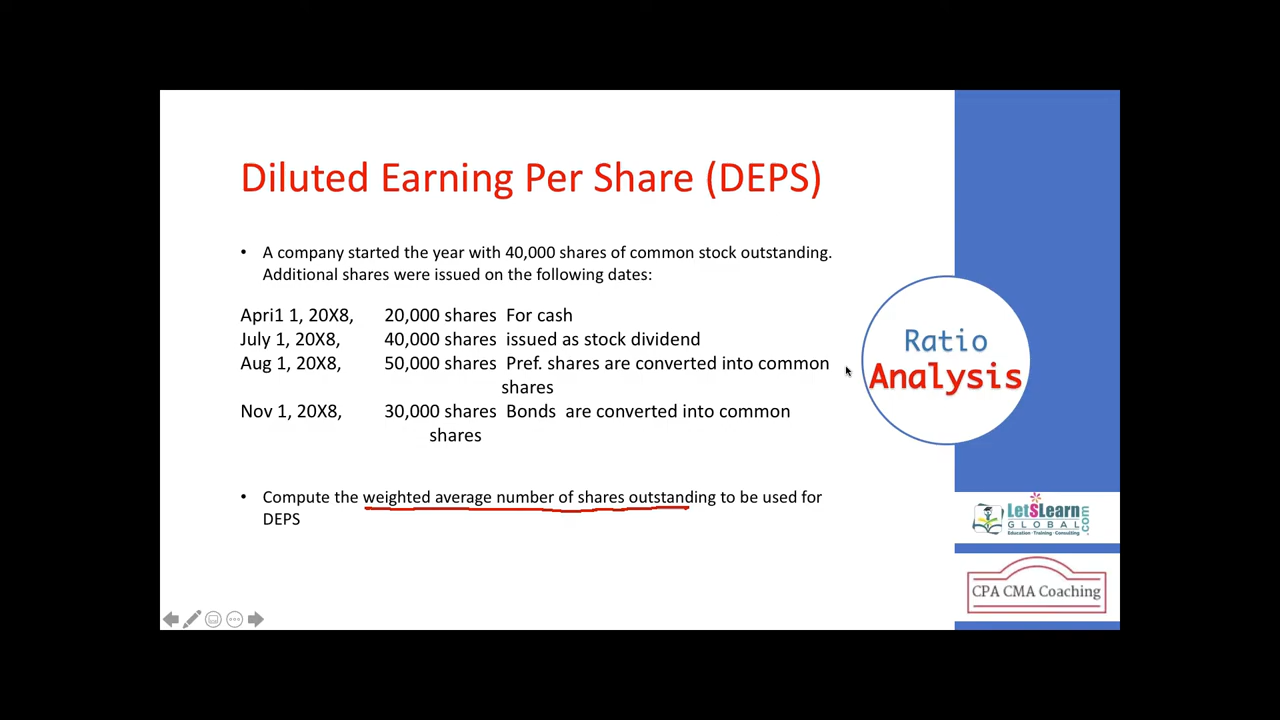 Diluted Earning Per Share (DEPS)
• A company started the year with 40,000 shares of common stock outstanding.
Additional shares were issued on the following dates:
Apri1 1, 20X8, 20,000 shares For cash
July 1, 20X8, 40,000 shares issued as stock dividend
Aug 1, 20X8, 50,000 shares Pref. shares are converted into common
shares
Nov 1, 20X8, 30,000 shares Bonds are converted into common
shares
• Compute the weighted average number of shares outstanding to be used for
DEPS
Ratio
Analysis
LetSLearn
GLOBAL
.com
Education • Training • Consulting
CPA CMA Coaching